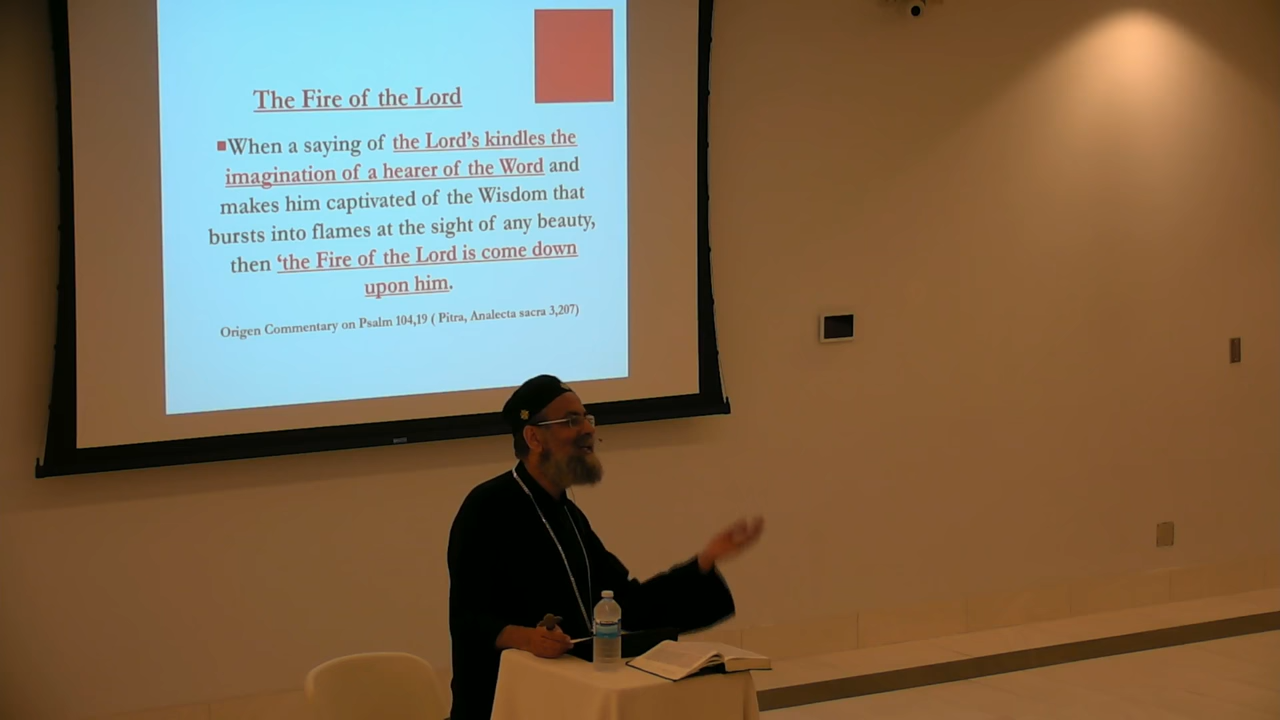 The Fire of the Lord
When a saying of the Lord's kindles the
imagination of a hearer of the Word and
makes him captivated of the Wisdom that
bursts into flames at the sight of any beauty,
then ‘the Fire of the Lord is come down
upon him.
Origen Commentary on Psalm 104,19 ( Pitra, Analecta sacra 3,207)